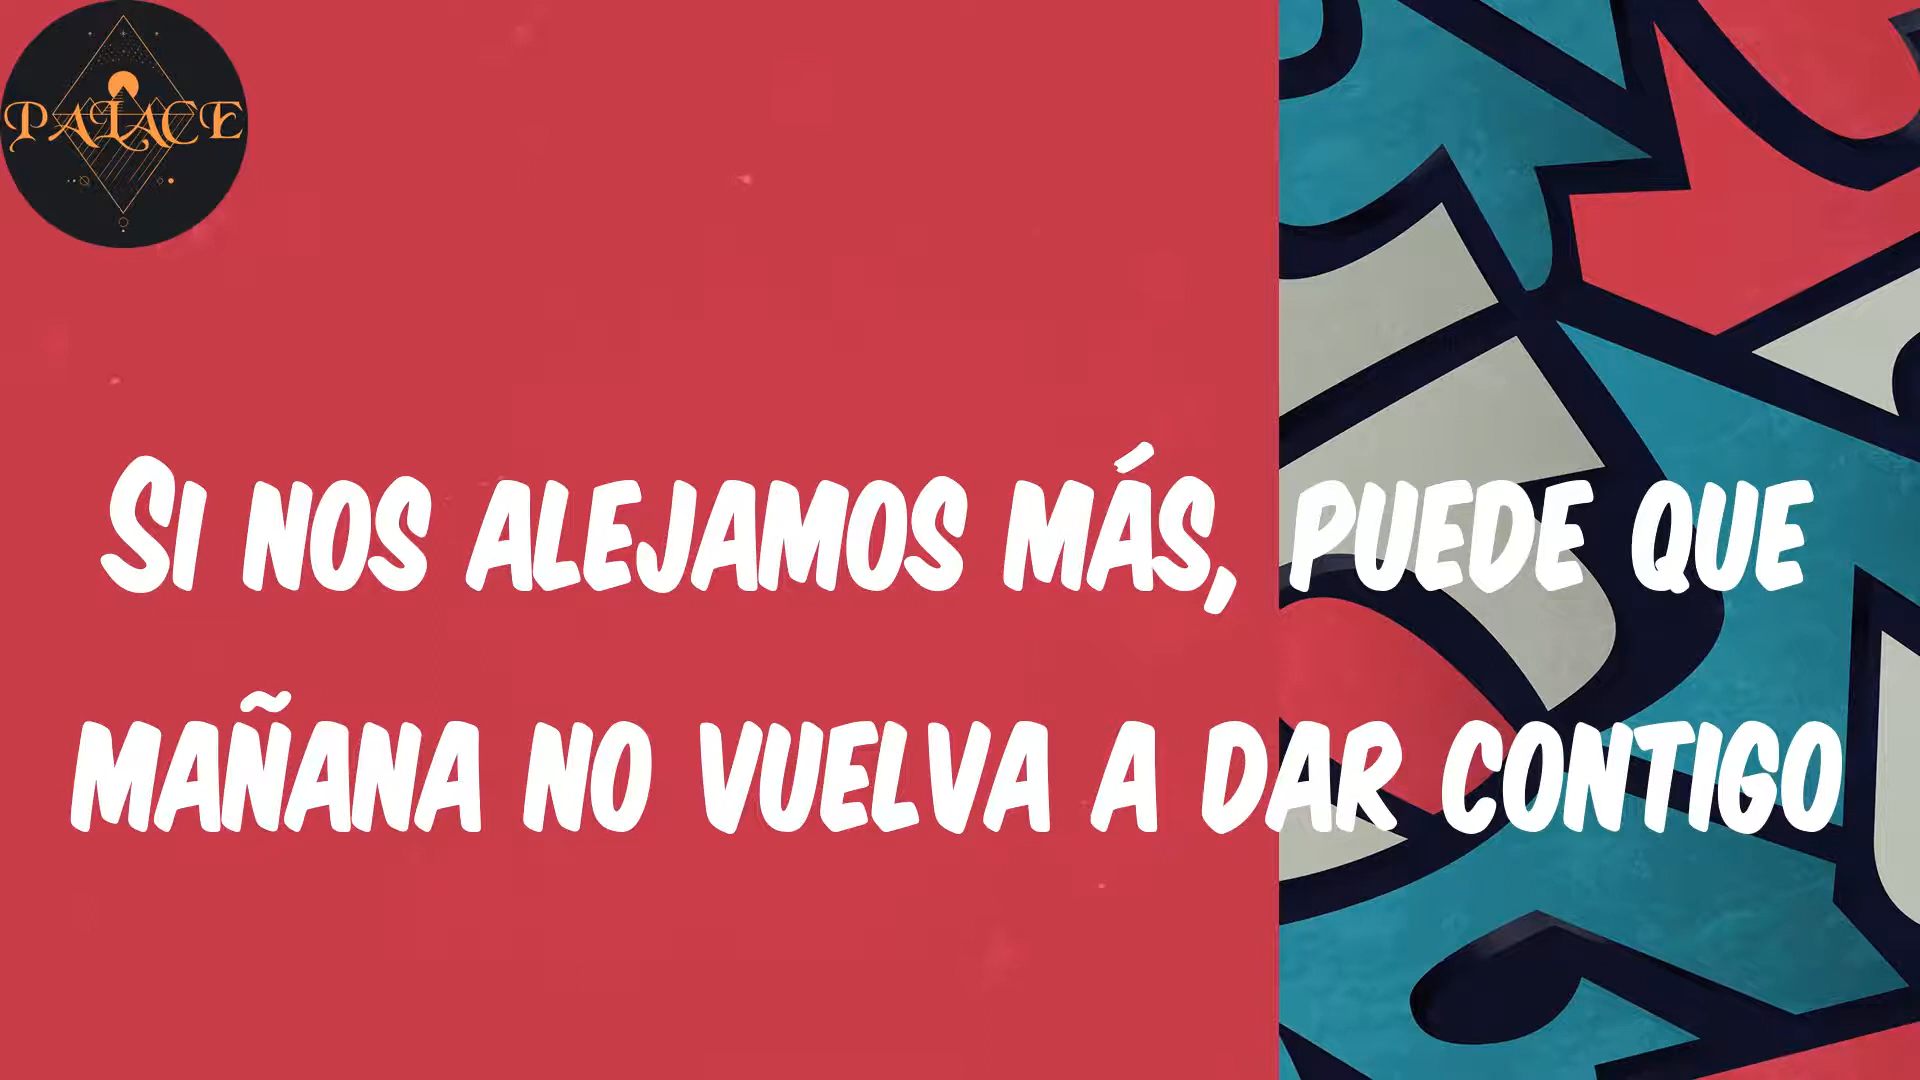 PALACE
Si nos alejamos más, puede que
mañana no vuelva a dar contigo